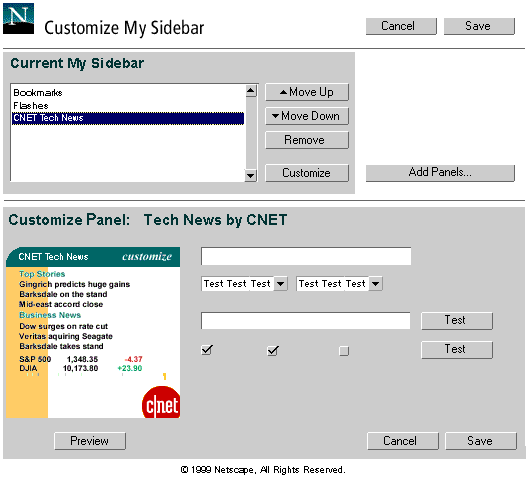 N
Customize My Sidebar
Cancel
Save
Current My Sidebar
Bookmarks
Flashes
CNET Tech News
Move Up
Move Down
Remove
Customize
Add Panels...
Customize Panel: Tech News by CNET
CNET Tech News customize
Top Stories
Gingrich predicts huge gains
Barksdale on the stand
Mid-east accord close
Business News
Dow surges on rate cut
Veritas aquiring Seagate
Barksdale takes stand
S&P 500 1,348.35 -4.37
DJIA 10,173.80 +23.90
c|net
Test Test Test
Test Test Test
Test
Test
Preview
Cancel
Save
© 1999 Netscape, All Rights Reserved.